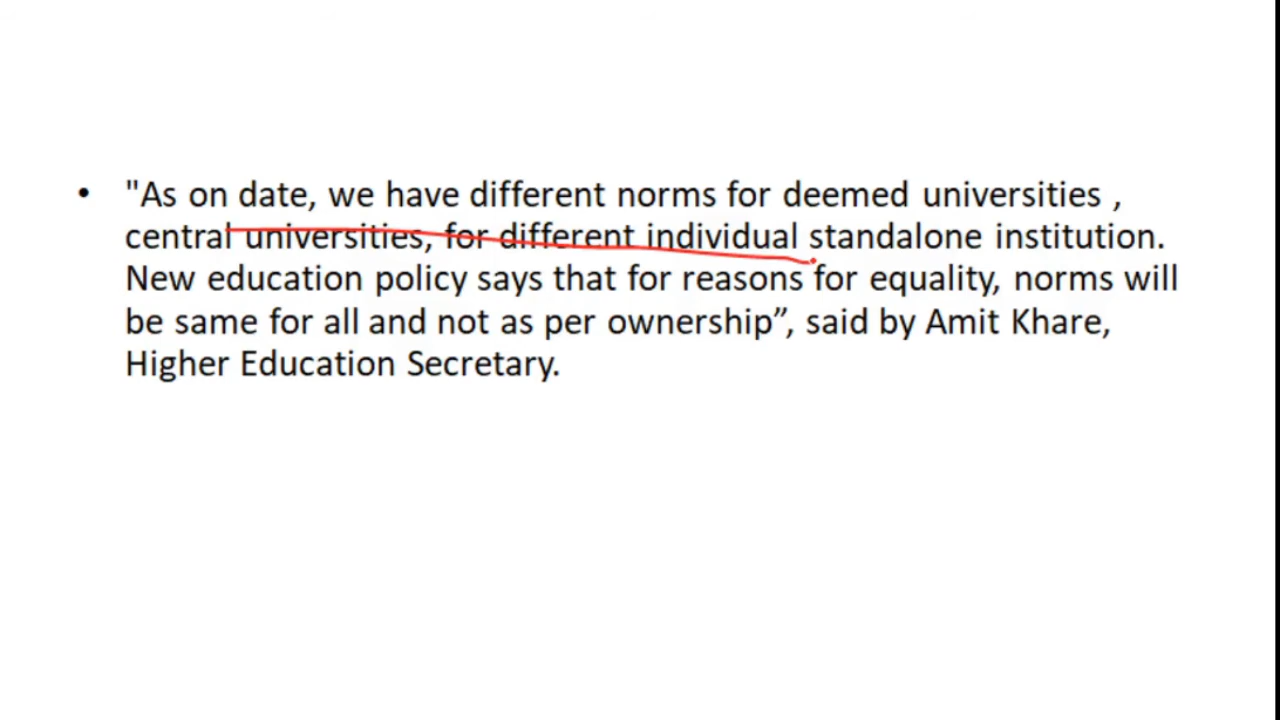 • "As on date, we have different norms for deemed universities ,
central universities, for different individual standalone institution.
New education policy says that for reasons for equality, norms will
be same for all and not as per ownership”, said by Amit Khare,
Higher Education Secretary.